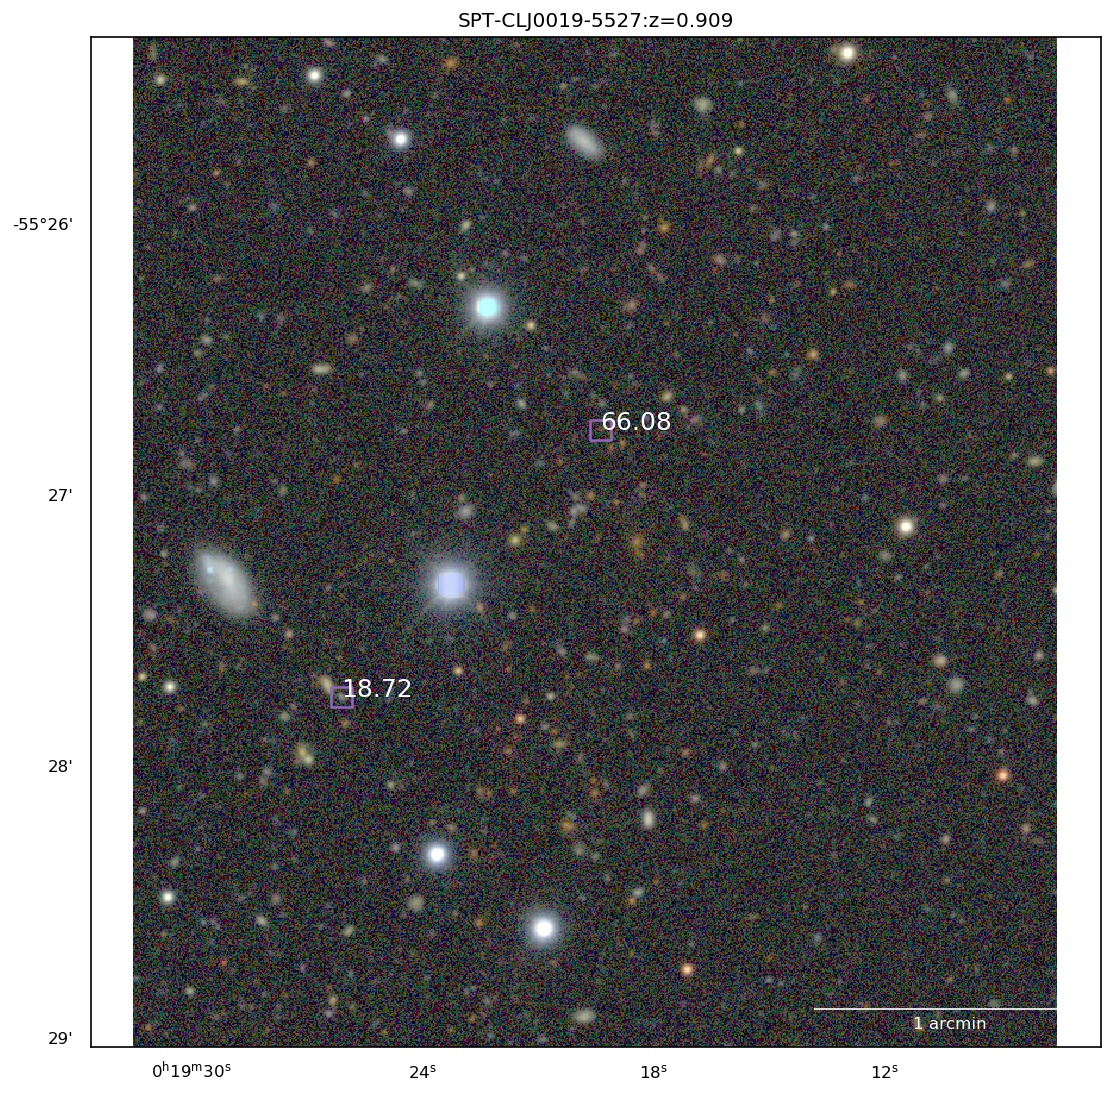 SPT-CLJ0019-5527:z=0.909
-55°26'
66.08
27'
18.72
28'
1 arcmin
29'
0ʰ19ᵐ30ˢ 24ˢ 18ˢ 12ˢ